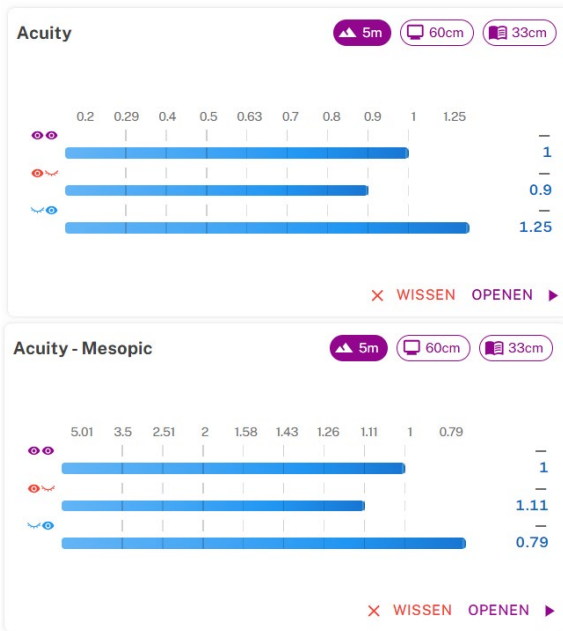 Acuity 5m 60cm 33cm
0.2 0.29 0.4 0.5 0.63 0.7 0.8 0.9 1 1.25
—
1
—
0.9
—
1.25
WISSEN OPENEN
Acuity - Mesopic 5m 60cm 33cm
5.01 3.5 2.51 2 1.58 1.43 1.26 1.11 1 0.79
—
1
—
1.11
—
0.79
WISSEN OPENEN